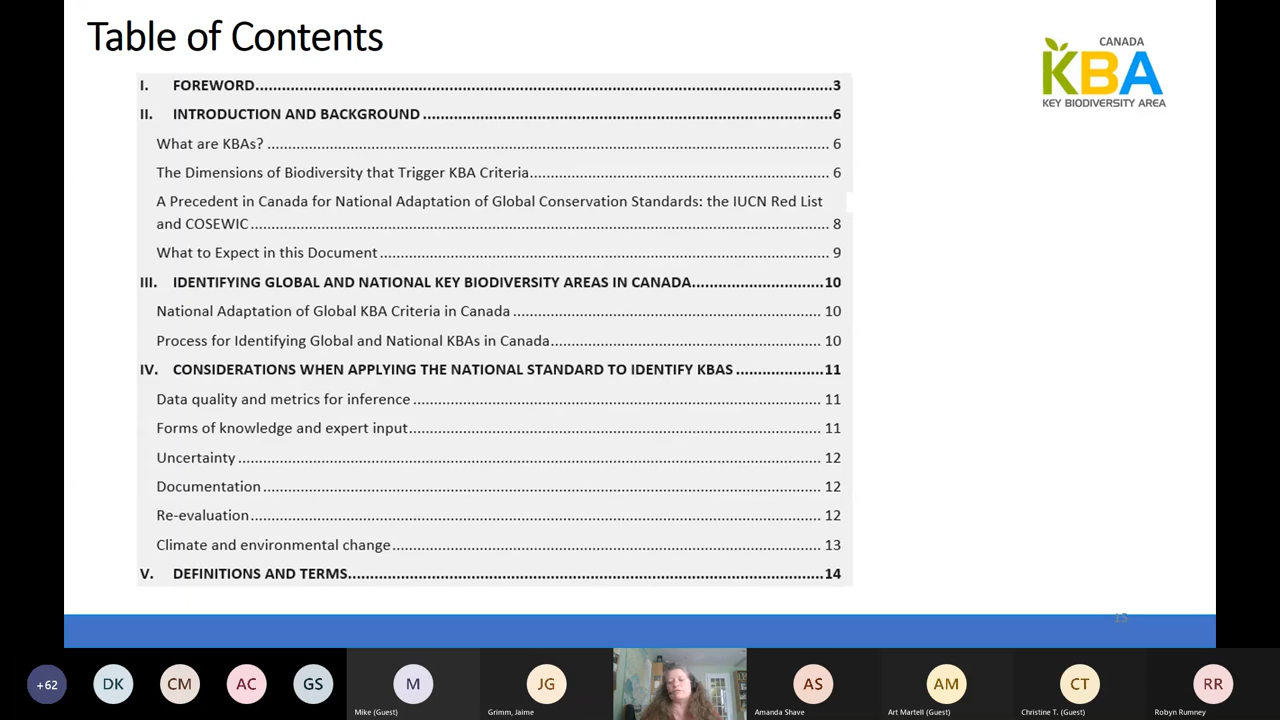 Table of Contents
CANADA
KBA
KEY BIODIVERSITY AREA
I. FOREWORD 3
II. INTRODUCTION AND BACKGROUND 6
What are KBAs? 6
The Dimensions of Biodiversity that Trigger KBA Criteria 6
A Precedent in Canada for National Adaptation of Global Conservation Standards: the IUCN Red List
and COSEWIC 8
What to Expect in this Document 9
III. IDENTIFYING GLOBAL AND NATIONAL KEY BIODIVERSITY AREAS IN CANADA 10
National Adaptation of Global KBA Criteria in Canada 10
Process for Identifying Global and National KBAs in Canada 10
IV. CONSIDERATIONS WHEN APPLYING THE NATIONAL STANDARD TO IDENTIFY KBAS 11
Data quality and metrics for inference 11
Forms of knowledge and expert input 11
Uncertainty 12
Documentation 12
Re-evaluation 12
Climate and environmental change 13
V. DEFINITIONS AND TERMS 14
15
+62 DK CM AC GS M JG AS AM CT RR
Mike (Guest) Grimm, Jaime Amanda Shave Art Martell (Guest) Christine T. (Guest) Robyn Rumney